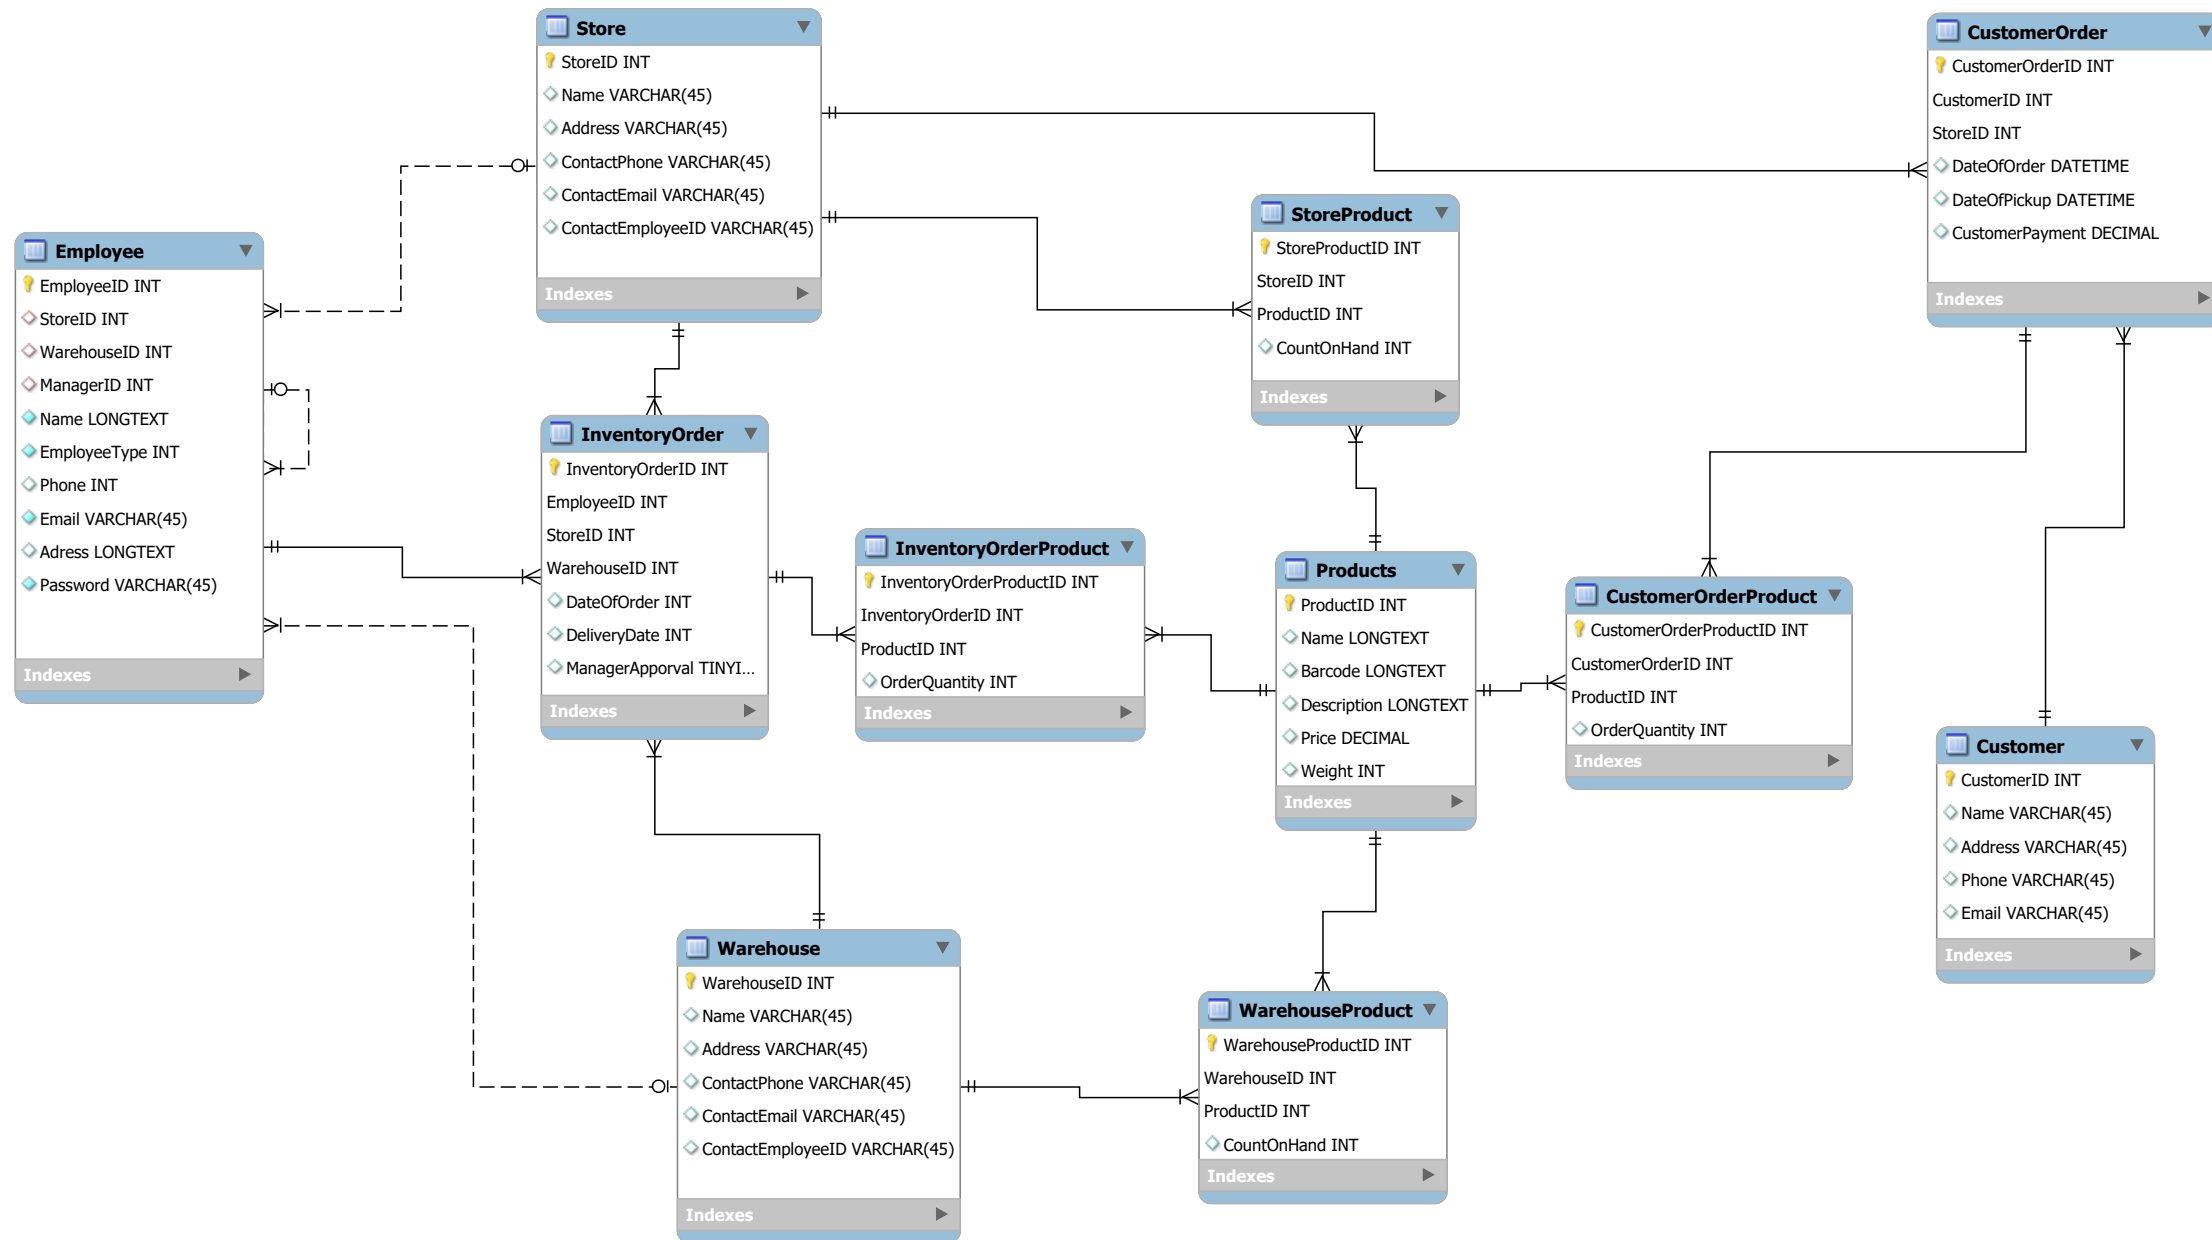 Store
StoreID INT
Name VARCHAR(45)
Address VARCHAR(45)
ContactPhone VARCHAR(45)
ContactEmail VARCHAR(45)
ContactEmployeeID VARCHAR(45)
Indexes
CustomerOrder
CustomerOrderID INT
CustomerID INT
StoreID INT
DateOfOrder DATETIME
DateOfPickup DATETIME
CustomerPayment DECIMAL
Indexes
StoreProduct
StoreProductID INT
StoreID INT
ProductID INT
CountOnHand INT
Indexes
Employee
EmployeeID INT
StoreID INT
WarehouseID INT
ManagerID INT
Name LONGTEXT
EmployeeType INT
Phone INT
Email VARCHAR(45)
Adress LONGTEXT
Password VARCHAR(45)
Indexes
InventoryOrder
InventoryOrderID INT
EmployeeID INT
StoreID INT
WarehouseID INT
DateOfOrder INT
DeliveryDate INT
ManagerApporval TINYI...
Indexes
InventoryOrderProduct
InventoryOrderProductID INT
InventoryOrderID INT
ProductID INT
OrderQuantity INT
Indexes
Products
ProductID INT
Name LONGTEXT
Barcode LONGTEXT
Description LONGTEXT
Price DECIMAL
Weight INT
Indexes
CustomerOrderProduct
CustomerOrderProductID INT
CustomerOrderID INT
ProductID INT
OrderQuantity INT
Indexes
Customer
CustomerID INT
Name VARCHAR(45)
Address VARCHAR(45)
Phone VARCHAR(45)
Email VARCHAR(45)
Indexes
Warehouse
WarehouseID INT
Name VARCHAR(45)
Address VARCHAR(45)
ContactPhone VARCHAR(45)
ContactEmail VARCHAR(45)
ContactEmployeeID VARCHAR(45)
Indexes
WarehouseProduct
WarehouseProductID INT
WarehouseID INT
ProductID INT
CountOnHand INT
Indexes